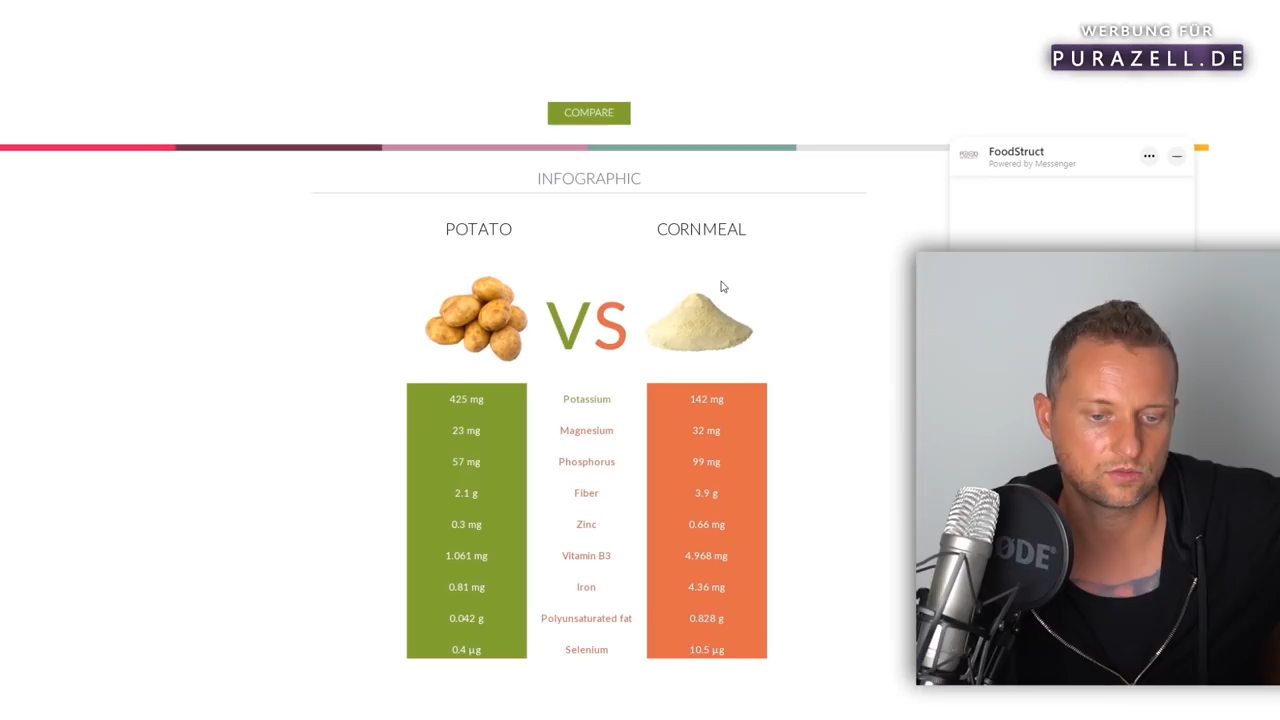 WERBUNG FÜR
PURAZELL.DE
COMPARE
FoodStruct
Powered by Messenger
INFOGRAPHIC
POTATO CORNMEAL
VS
425 mg Potassium 142 mg
23 mg Magnesium 32 mg
57 mg Phosphorus 99 mg
2.1 g Fiber 3.9 g
0.3 mg Zinc 0.66 mg
1.061 mg Vitamin B3 4.968 mg
0.81 mg Iron 4.36 mg
0.042 g Polyunsaturated fat 0.828 g
0.4 µg Selenium 10.5 µg
RØDE